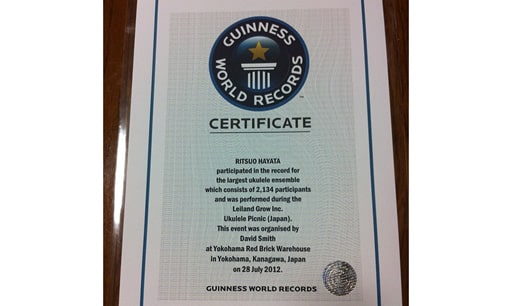 GUINNESS
WORLD RECORDS
TM
CERTIFICATE
RITSUO HAYATA
participated in the record for
the largest ukulele ensemble
which consists of 2,134 participants
and was performed during the
Leiland Grow Inc.
Ukulele Picnic (Japan).
This event was organised by
David Smith
at Yokohama Red Brick Warehouse
in Yokohama, Kanagawa, Japan
on 28 July 2012.
GUINNESS WORLD RECORDS